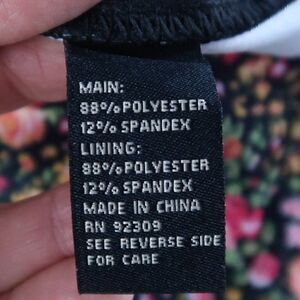 MAIN:
88%POLYESTER
12%SPANDEX
LINING:
88%POLYESTER
12%SPANDEX
MADE IN CHINA
RN 92309
SEE REVERSE SIDE
FOR CARE